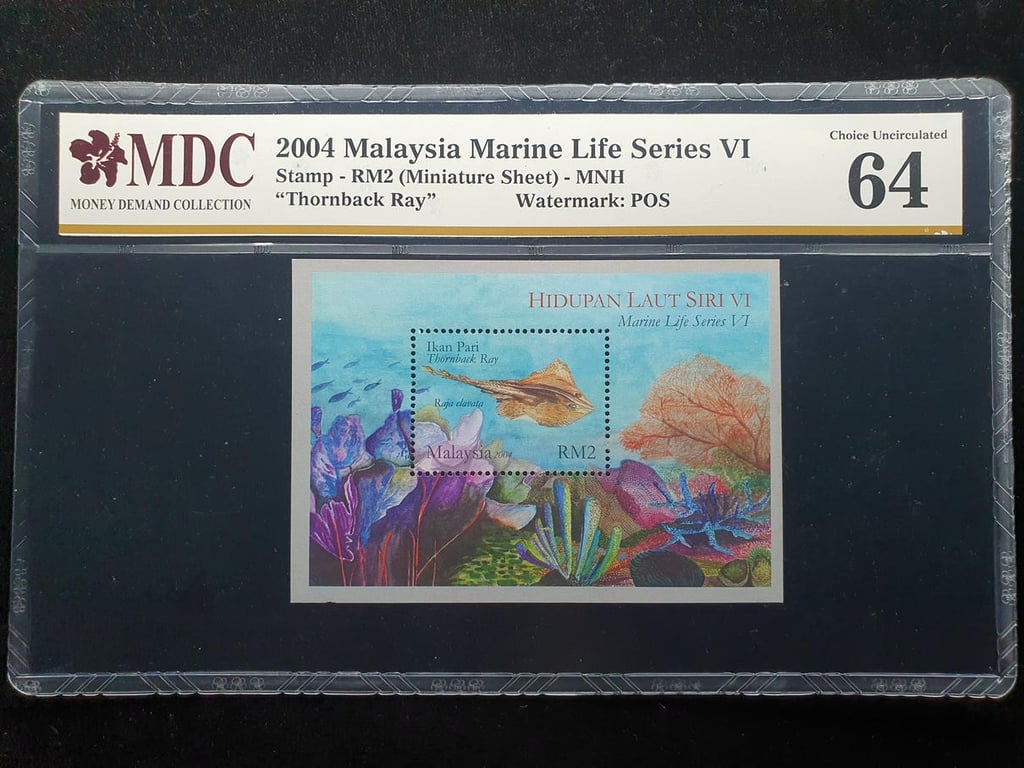 MDC
MONEY DEMAND COLLECTION
2004 Malaysia Marine Life Series VI
Stamp - RM2 (Miniature Sheet) - MNH
“Thornback Ray” Watermark: POS
Choice Uncirculated
64
HIDUPAN LAUT SIRI VI
Marine Life Series VI
Ikan Pari
Thornback Ray
Raja clavata
Malaysia 2004 RM2